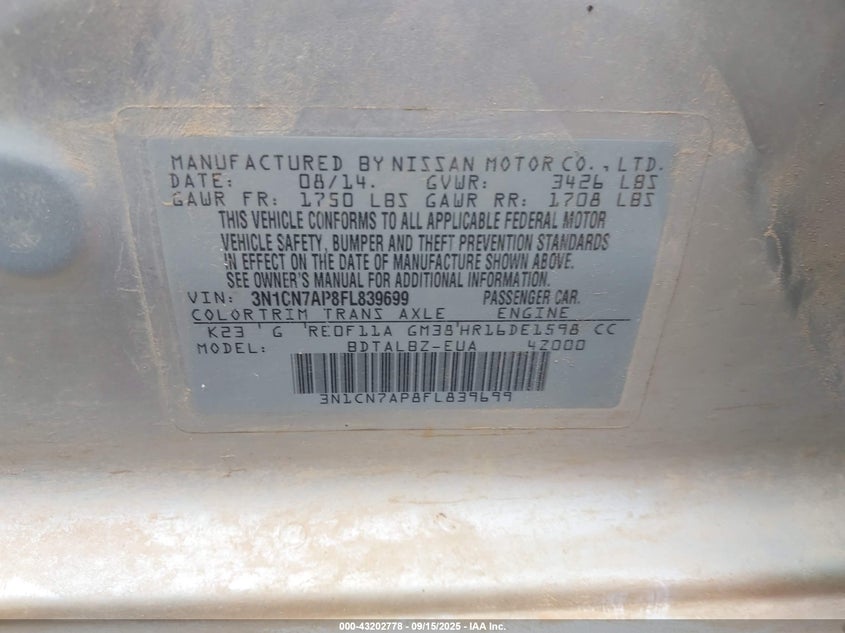 MANUFACTURED BY NISSAN MOTOR CO., LTD.
DATE: 08/14. GVWR: 3426 LBS
GAWR FR: 1750 LBS GAWR RR: 1708 LBS
THIS VEHICLE CONFORMS TO ALL APPLICABLE FEDERAL MOTOR
VEHICLE SAFETY, BUMPER AND THEFT PREVENTION STANDARDS
IN EFFECT ON THE DATE OF MANUFACTURE SHOWN ABOVE.
SEE OWNER'S MANUAL FOR ADDITIONAL INFORMATION.
VIN: 3N1CN7AP8FL839699 PASSENGER CAR.
COLOR TRIM TRANS AXLE ENGINE
K23 G RE0F11A GM38 HR16DE1598 CC
MODEL: BDTALBZ-EUA 4Z000
3N1CN7AP8FL839699
000-43202778 - 09/15/2025 - IAA Inc.